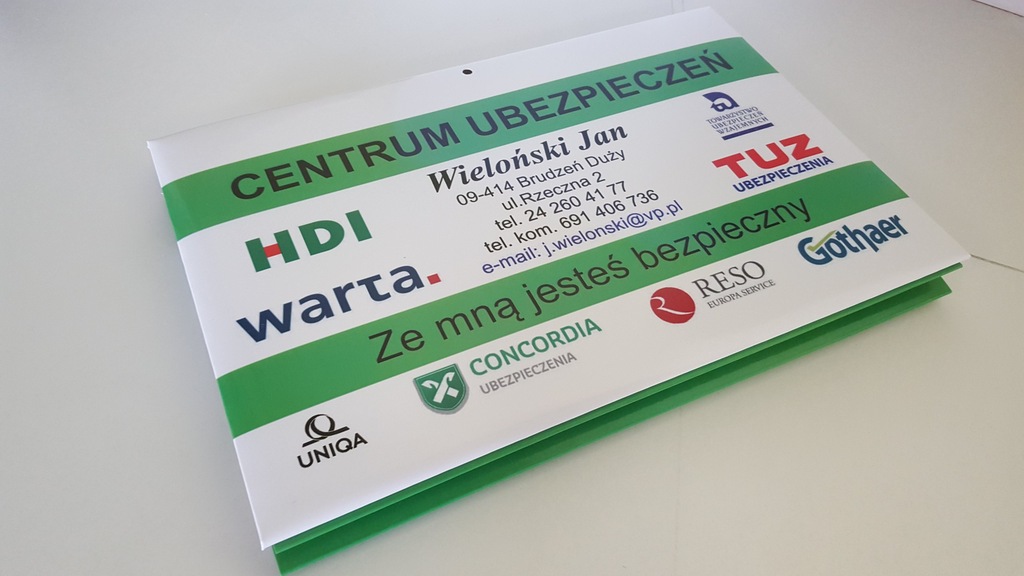 CENTRUM UBEZPIECZEŃ
Wieloński Jan
09-414 Brudzeń Duży
ul.Rzeczna 2
tel. 24 260 41 77
tel. kom. 691 406 736
e-mail: j.wielonski@vp.pl
HDI
warta.
TOWARZYSTWO
UBEZPIECZEŃ
WZAJEMNYCH
TUZ
UBEZPIECZENIA
Ze mną jesteś bezpieczny
UNIQA
CONCORDIA
UBEZPIECZENIA
RESO
EUROPA SERVICE
Gothaer